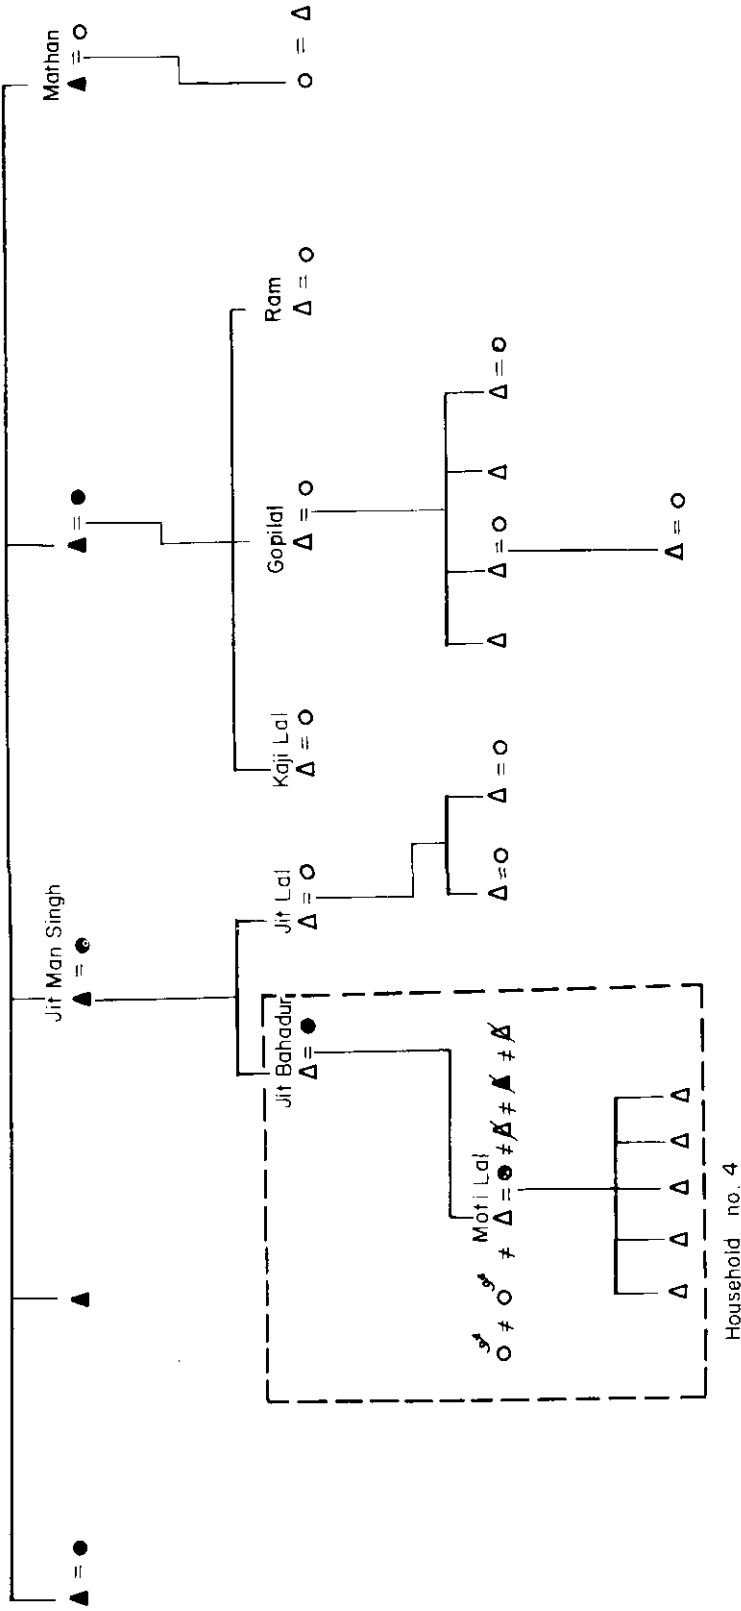 Mathan
Jit Man Singh
Ram
Gopilal
Kaji Lal
Jit Lal
Jit Bahadur
Moti Lal
Household no. 4